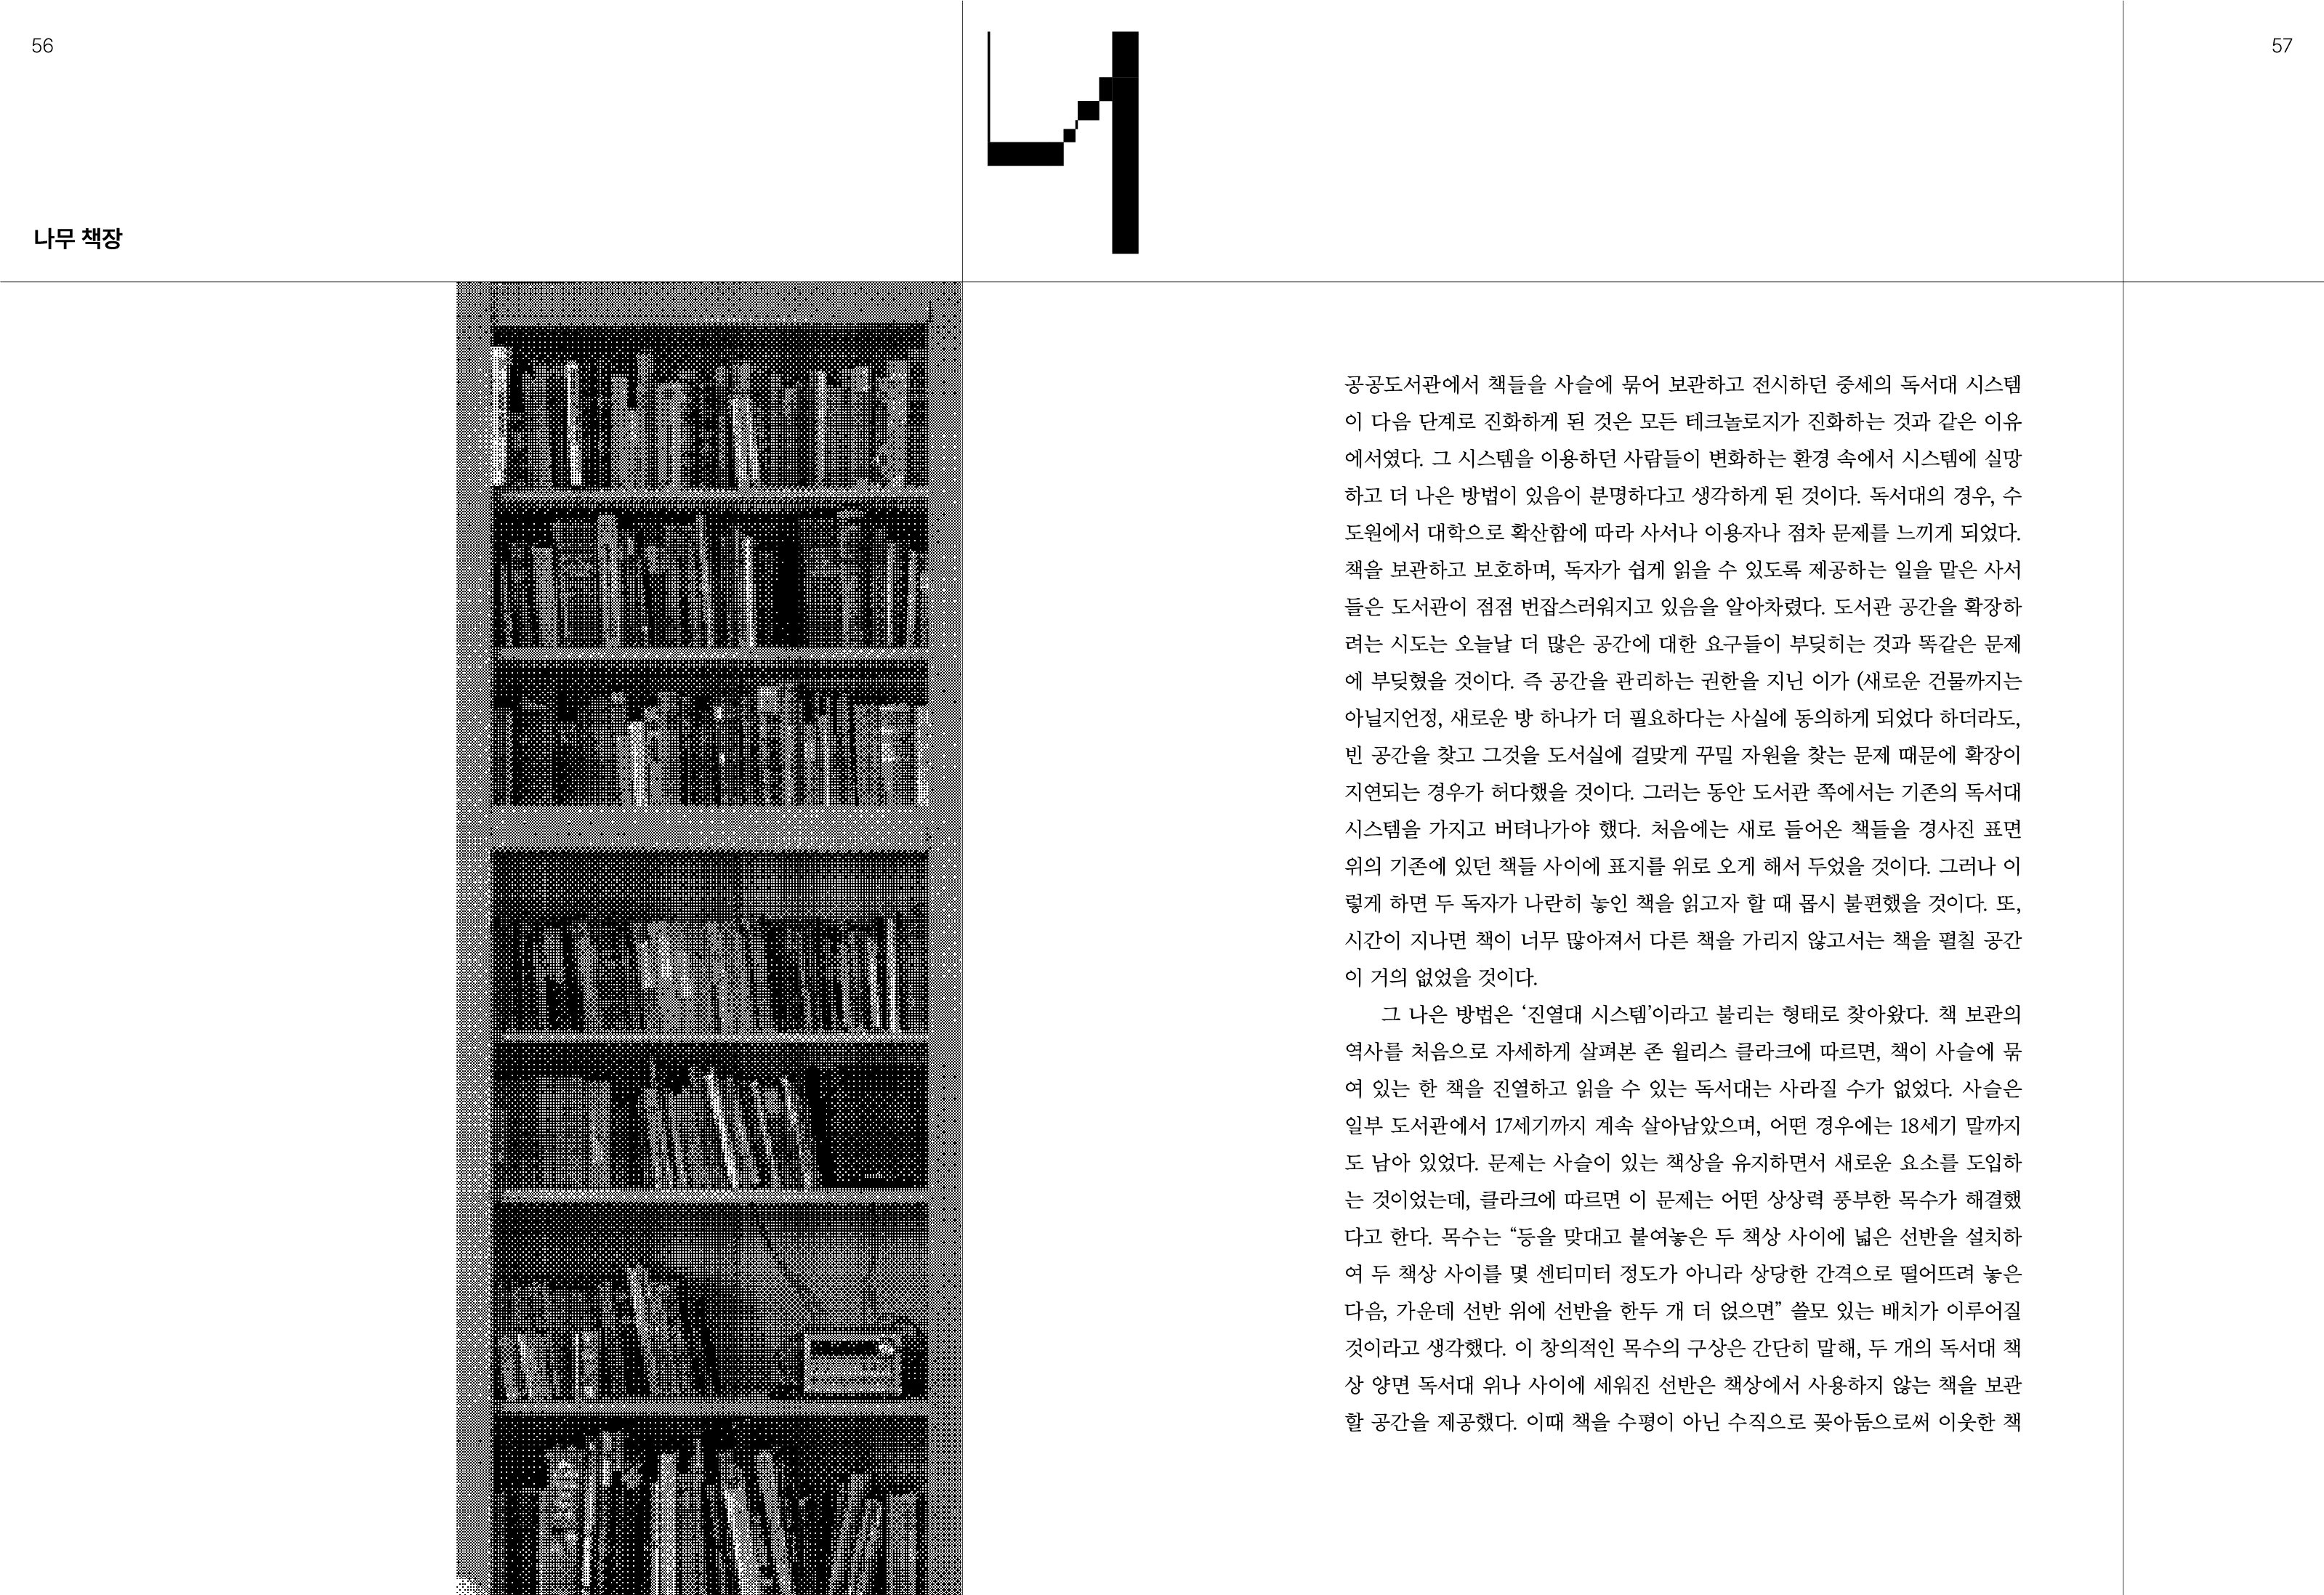 56
57
나
나무 책장
공공도서관에서 책들을 사슬에 묶어 보관하고 전시하던 중세의 독서대 시스템
이 다음 단계로 진화하게 된 것은 모든 테크놀로지가 진화하는 것과 같은 이유
에서였다. 그 시스템을 이용하던 사람들이 변화하는 환경 속에서 시스템에 실망
하고 더 나은 방법이 있음이 분명하다고 생각하게 된 것이다. 독서대의 경우, 수
도원에서 대학으로 확산함에 따라 사서나 이용자나 점차 문제를 느끼게 되었다.
책을 보관하고 보호하며, 독자가 쉽게 읽을 수 있도록 제공하는 일을 맡은 사서
들은 도서관이 점점 번잡스러워지고 있음을 알아차렸다. 도서관 공간을 확장하
려는 시도는 오늘날 더 많은 공간에 대한 요구들이 부딪히는 것과 똑같은 문제
에 부딪혔을 것이다. 즉 공간을 관리하는 권한을 지닌 이가 (새로운 건물까지는
아닐지언정, 새로운 방 하나가 더 필요하다는 사실에 동의하게 되었다 하더라도,
빈 공간을 찾고 그것을 도서실에 걸맞게 꾸밀 자원을 찾는 문제 때문에 확장이
지연되는 경우가 허다했을 것이다. 그러는 동안 도서관 쪽에서는 기존의 독서대
시스템을 가지고 버텨나가야 했다. 처음에는 새로 들어온 책들을 경사진 표면
위의 기존에 있던 책들 사이에 표지를 위로 오게 해서 두었을 것이다. 그러나 이
렇게 하면 두 독자가 나란히 놓인 책을 읽고자 할 때 몹시 불편했을 것이다. 또,
시간이 지나면 책이 너무 많아져서 다른 책을 가리지 않고서는 책을 펼칠 공간
이 거의 없었을 것이다.
그 나은 방법은 ‘진열대 시스템’이라고 불리는 형태로 찾아왔다. 책 보관의
역사를 처음으로 자세하게 살펴본 존 윌리스 클라크에 따르면, 책이 사슬에 묶
여 있는 한 책을 진열하고 읽을 수 있는 독서대는 사라질 수가 없었다. 사슬은
일부 도서관에서 17세기까지 계속 살아남았으며, 어떤 경우에는 18세기 말까지
도 남아 있었다. 문제는 사슬이 있는 책상을 유지하면서 새로운 요소를 도입하
는 것이었는데, 클라크에 따르면 이 문제는 어떤 상상력 풍부한 목수가 해결했
다고 한다. 목수는 “등을 맞대고 붙여놓은 두 책상 사이에 넓은 선반을 설치하
여 두 책상 사이를 몇 센티미터 정도가 아니라 상당한 간격으로 떨어뜨려 놓은
다음, 가운데 선반 위에 선반을 한두 개 더 얹으면” 쓸모 있는 배치가 이루어질
것이라고 생각했다. 이 창의적인 목수의 구상은 간단히 말해, 두 개의 독서대 책
상 양면 독서대 위나 사이에 세워진 선반은 책상에서 사용하지 않는 책을 보관
할 공간을 제공했다. 이때 책을 수평이 아닌 수직으로 꽂아둠으로써 이웃한 책